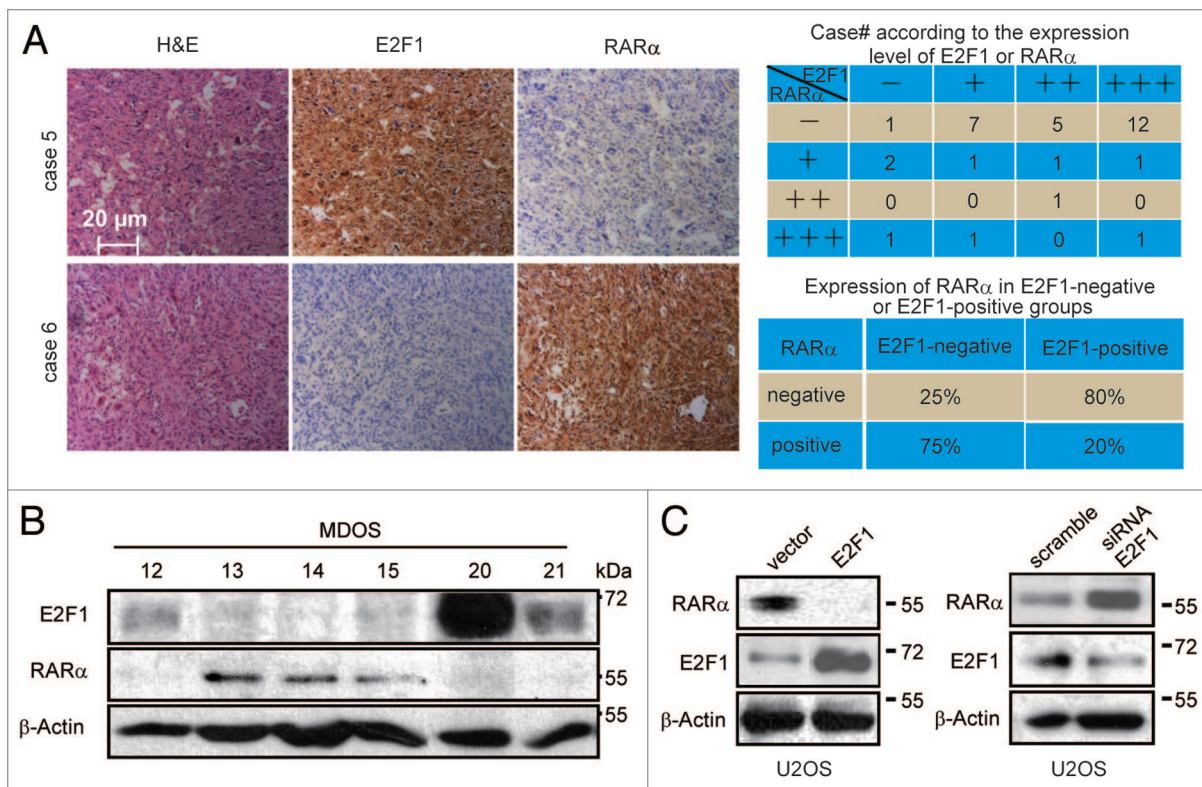 A
H&E E2F1 RARα
case 5
20 µm
case 6
Case# according to the expression
level of E2F1 or RARα
E2F1
RARα
− + ++ +++
− 1 7 5 12
+ 2 1 1 1
++ 0 0 1 0
+++ 1 1 0 1
Expression of RARα in E2F1-negative
or E2F1-positive groups
RARα E2F1-negative E2F1-positive
negative 25% 80%
positive 75% 20%
B
MDOS
12 13 14 15 20 21 kDa
E2F1 72
RARα 55
β-Actin 55
C
vector E2F1
RARα 55
E2F1 72
β-Actin 55
U2OS
scramble siRNA E2F1
RARα 55
E2F1 72
β-Actin 55
U2OS